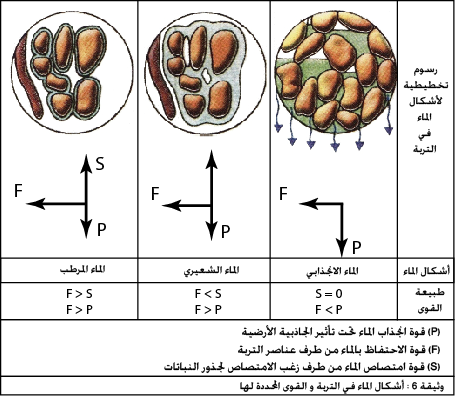 رسوم
تخطيطية
لأشكال
الماء
في
التربة
F
P
F
P
S
F
P
أشكال الماء
الماء الانجذابي
الماء الشعيري
الماء المرطب
طبيعة
القوى
S = 0
F < P
F < S
F > P
F > S
F > P
(P) قوة انجذاب الماء تحت تأثير الجاذبية الأرضية
(F) قوة الاحتفاظ بالماء من طرف عناصر التربة
(S) قوة امتصاص الماء من طرف زغب الامتصاص لجذور النباتات
وثيقة 6 : أشكال الماء في التربة و القوى المحددة لها